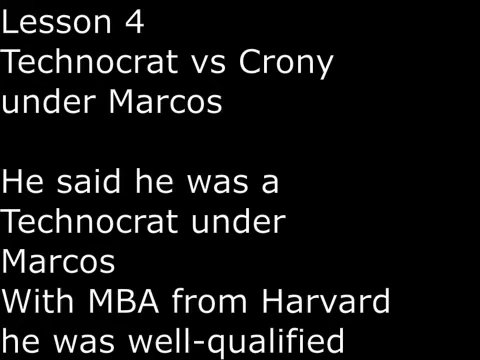 Lesson 4
Technocrat vs Crony
under Marcos
He said he was a
Technocrat under
Marcos
With MBA from Harvard
he was well-qualified